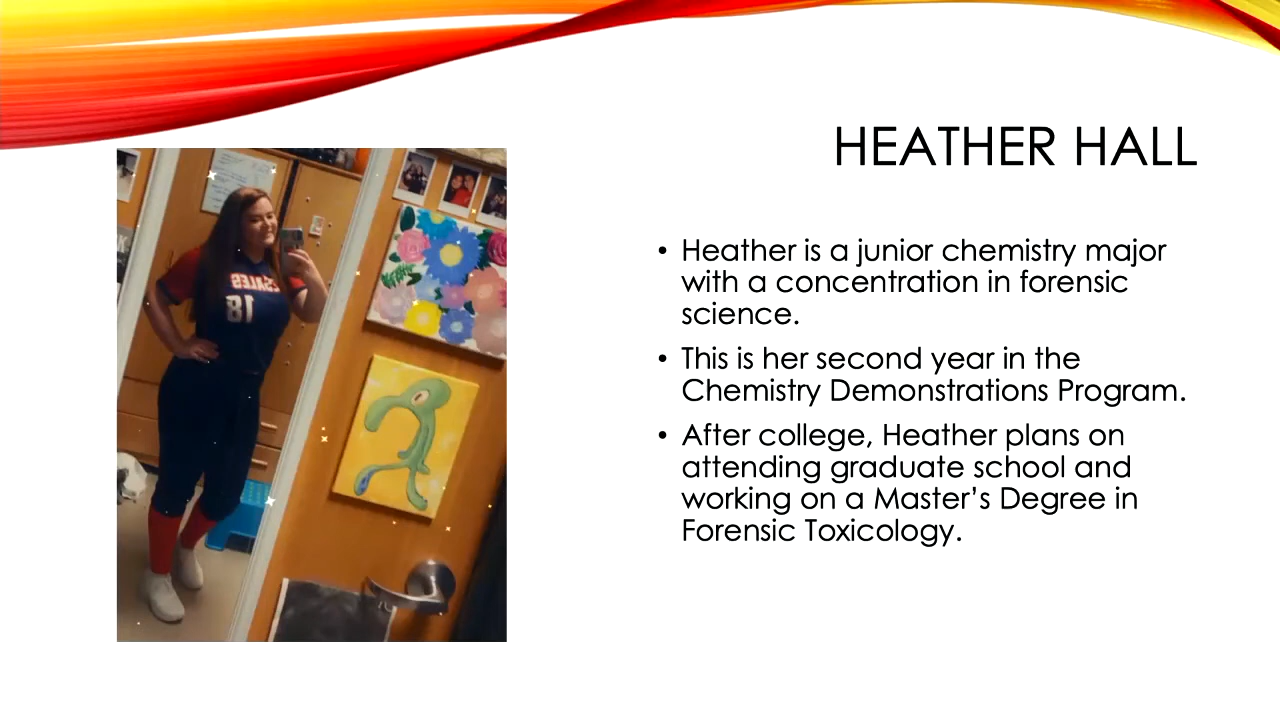 HEATHER HALL
• Heather is a junior chemistry major
with a concentration in forensic
science.
• This is her second year in the
Chemistry Demonstrations Program.
• After college, Heather plans on
attending graduate school and
working on a Master’s Degree in
Forensic Toxicology.
18